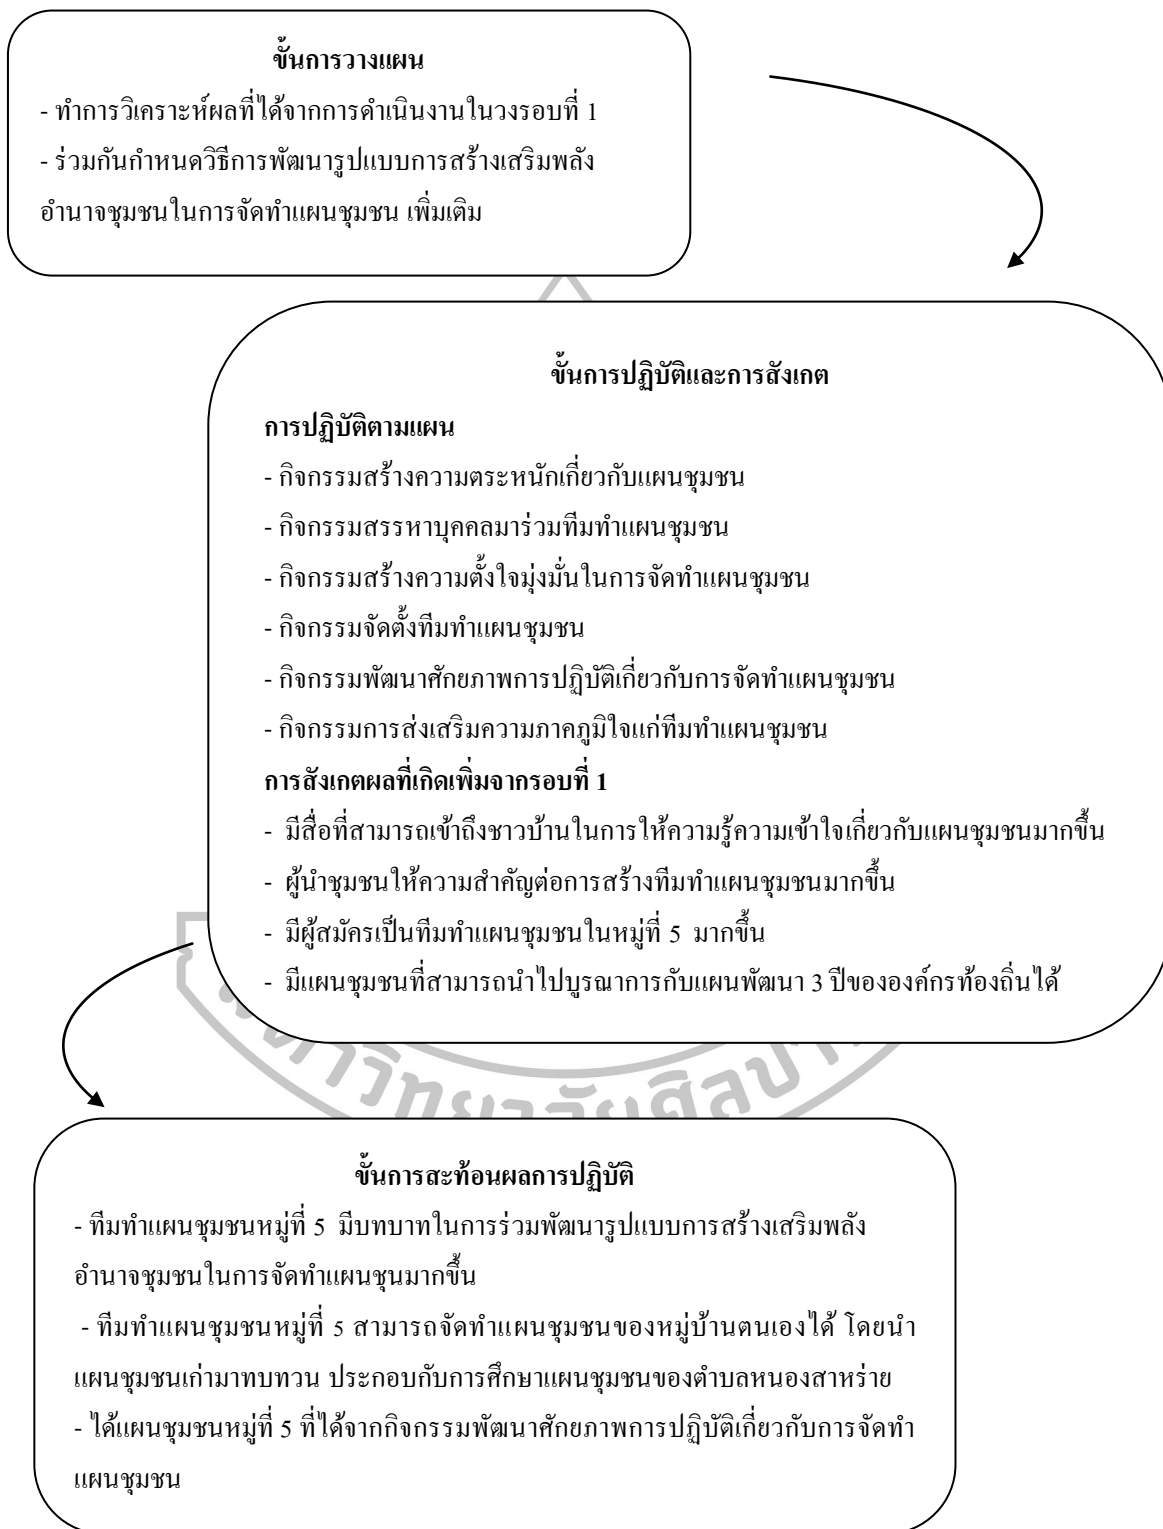 ขั้นการวางแผน
- ทำการวิเคราะห์ผลที่ได้จากการดำเนินงานในวงรอบที่ 1
- ร่วมกันกำหนดวิธีการพัฒนารูปแบบการสร้างเสริมพลัง
อำนาจชุมชนในการจัดทำแผนชุมชน เพิ่มเติม
ขั้นการปฏิบัติและการสังเกต
การปฏิบัติตามแผน
- กิจกรรมสร้างความตระหนักเกี่ยวกับแผนชุมชน
- กิจกรรมสรรหาบุคคลมาร่วมทีมทำแผนชุมชน
- กิจกรรมสร้างความตั้งใจมุ่งมั่นในการจัดทำแผนชุมชน
- กิจกรรมจัดตั้งทีมทำแผนชุมชน
- กิจกรรมพัฒนาศักยภาพการปฏิบัติเกี่ยวกับการจัดทำแผนชุมชน
- กิจกรรมการส่งเสริมความภาคภูมิใจแก่ทีมทำแผนชุมชน
การสังเกตผลที่เกิดเพิ่มจากรอบที่ 1
- มีสื่อที่สามารถเข้าถึงชาวบ้านในการให้ความรู้ความเข้าใจเกี่ยวกับแผนชุมชนมากขึ้น
- ผู้นำชุมชนให้ความสำคัญต่อการสร้างทีมทำแผนชุมชนมากขึ้น
- มีผู้สมัครเป็นทีมทำแผนชุมชนในหมู่ที่ 5 มากขึ้น
- มีแผนชุมชนที่สามารถนำไปบูรณาการกับแผนพัฒนา 3 ปีขององค์กรท้องถิ่นได้
ขั้นการสะท้อนผลการปฏิบัติ
- ทีมทำแผนชุมชนหมู่ที่ 5 มีบทบาทในการร่วมพัฒนารูปแบบการสร้างเสริมพลัง
อำนาจชุมชนในการจัดทำแผนชุนมากขึ้น
- ทีมทำแผนชุมชนหมู่ที่ 5 สามารถจัดทำแผนชุมชนของหมู่บ้านตนเองได้ โดยนำ
แผนชุมชนเก่ามาทบทวน ประกอบกับการศึกษาแผนชุมชนของตำบลหนองสาหร่าย
- ได้แผนชุมชนหมู่ที่ 5 ที่ได้จากกิจกรรมพัฒนาศักยภาพการปฏิบัติเกี่ยวกับการจัดทำ
แผนชุมชน